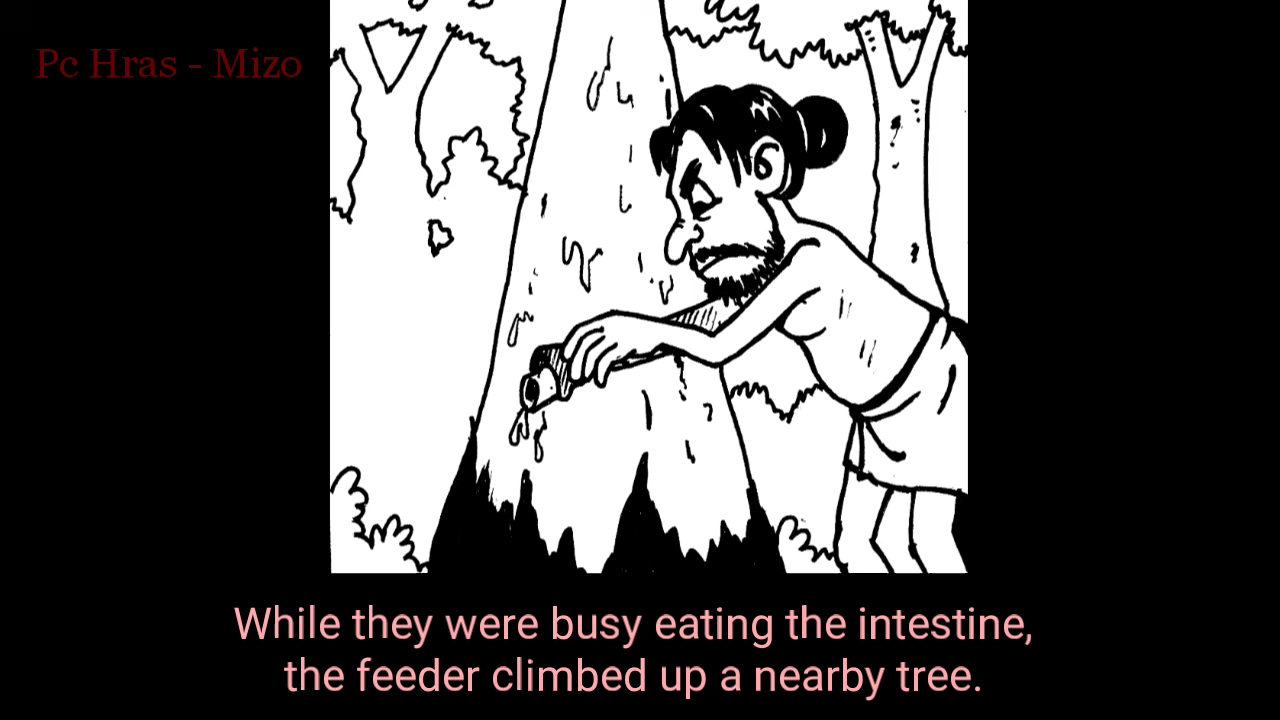 Pc Hras - Mizo
While they were busy eating the intestine,
the feeder climbed up a nearby tree.